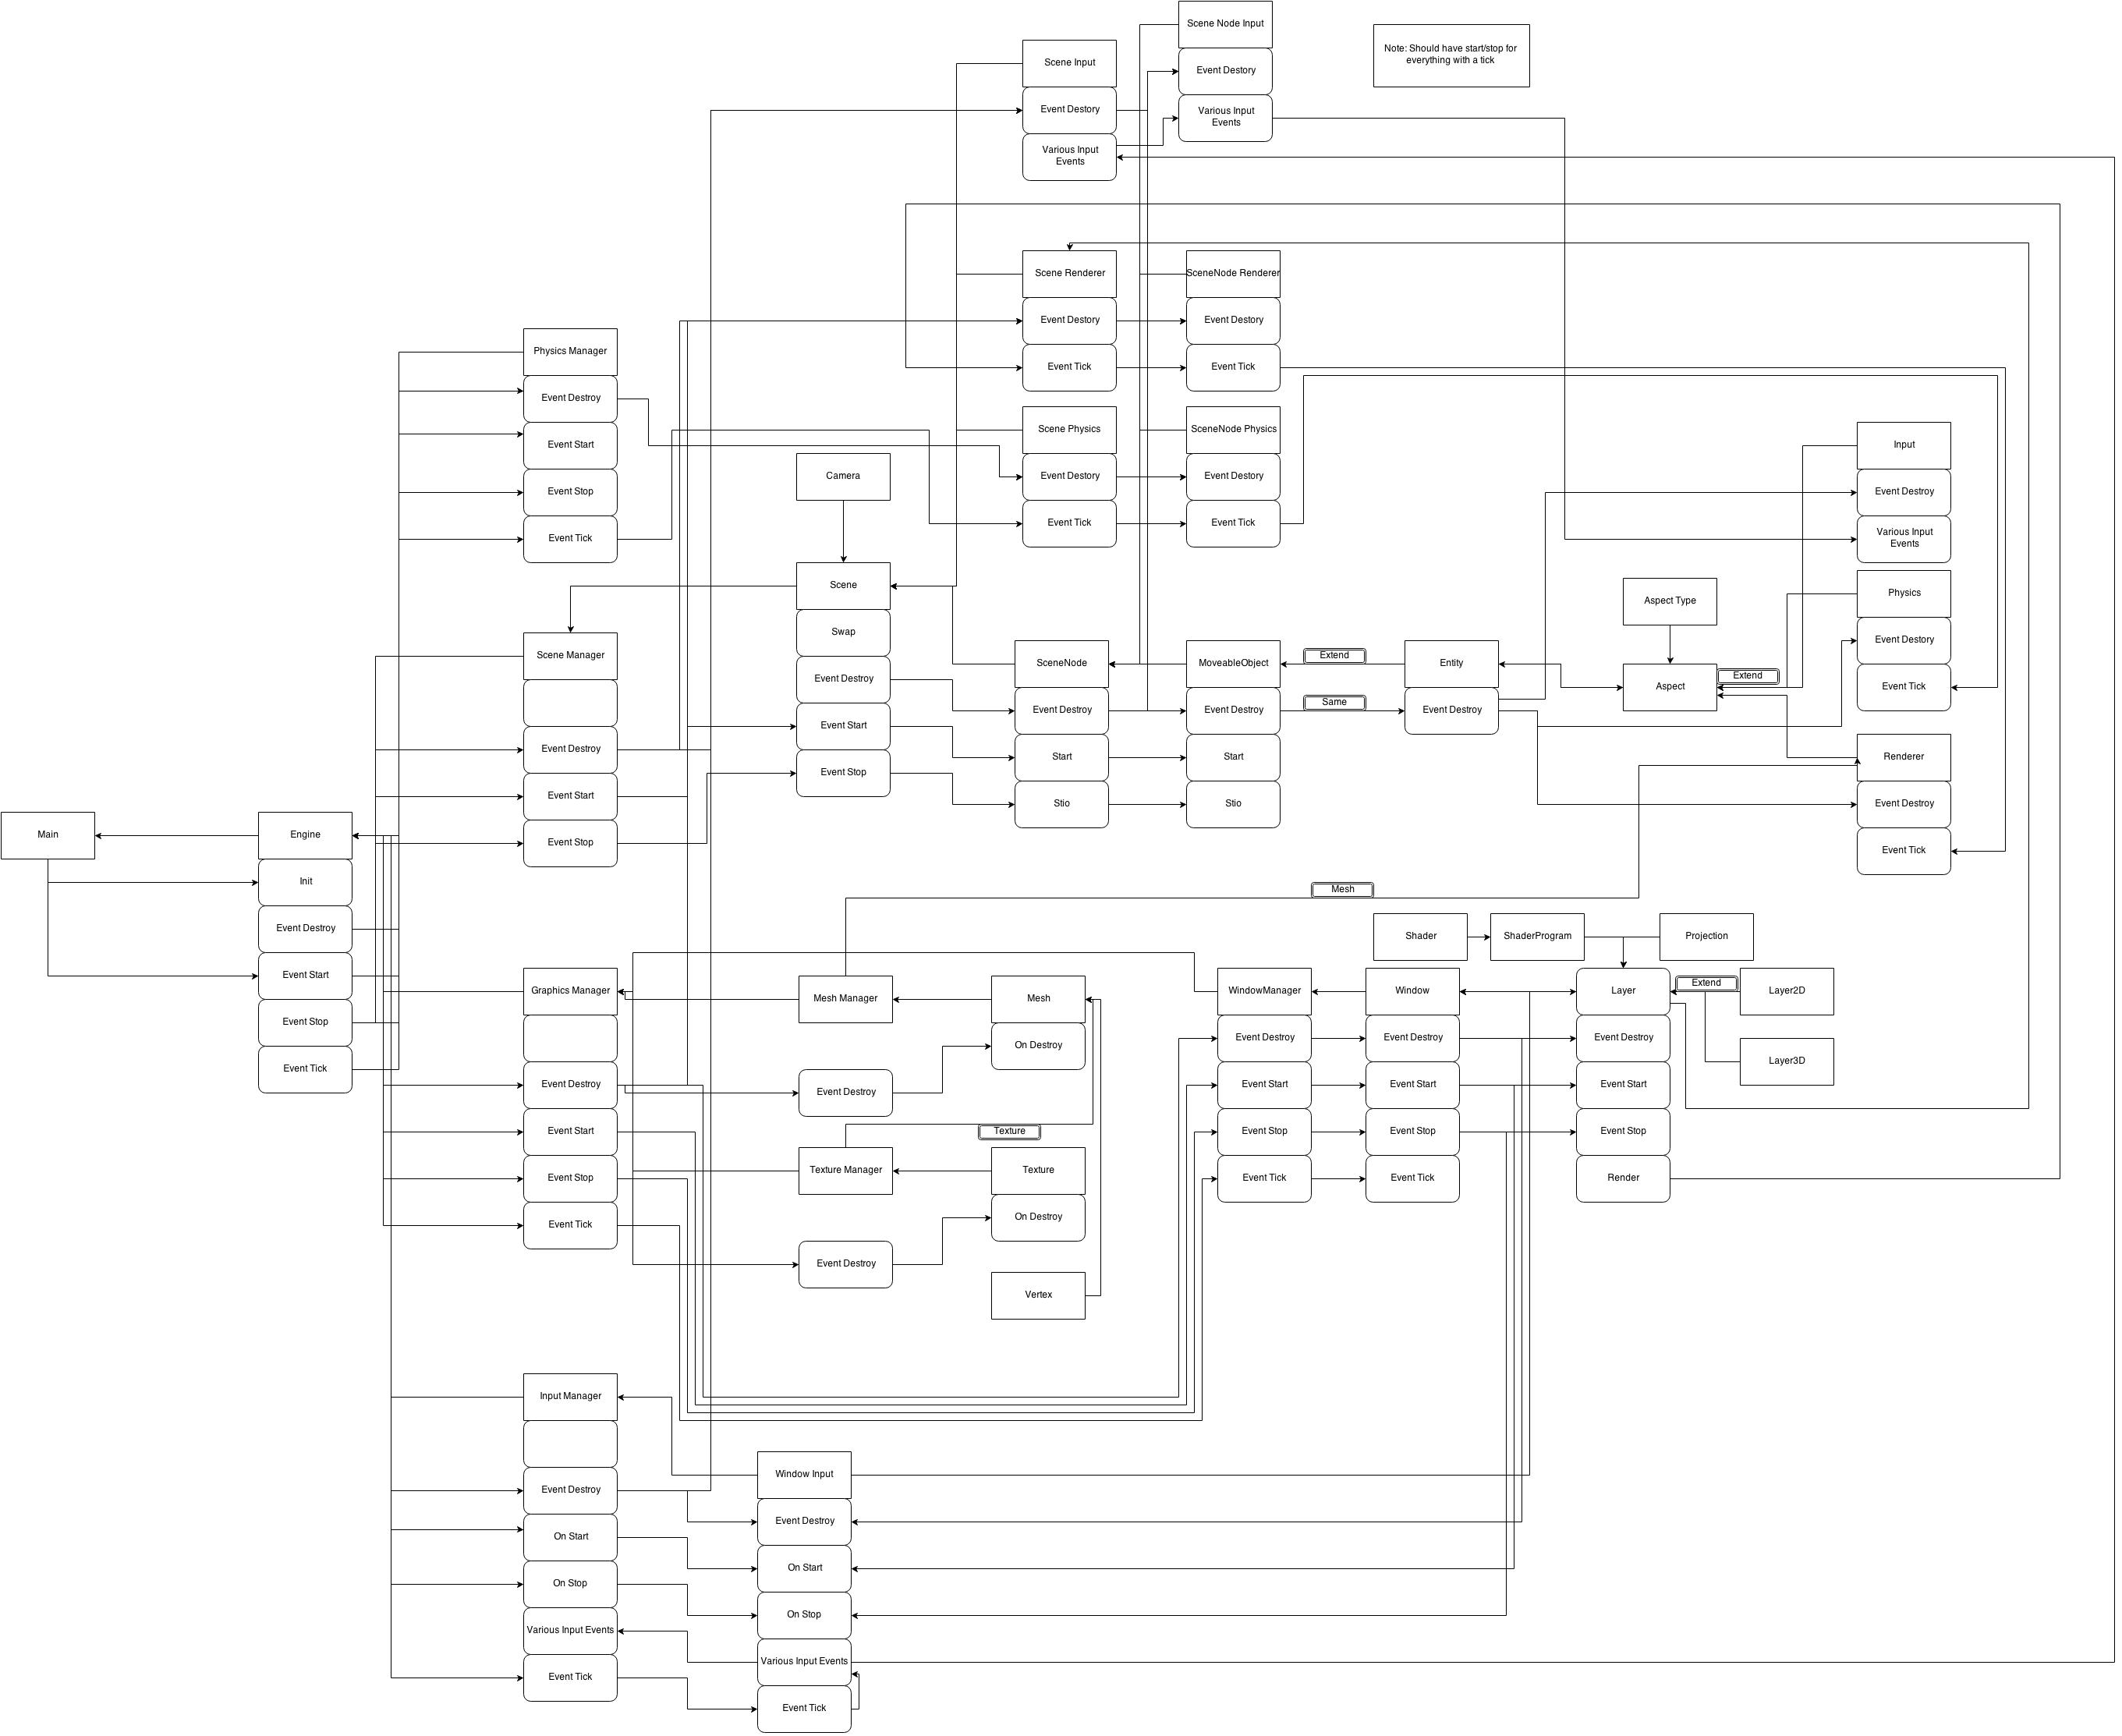 Scene Node Input
Event Destory
Various Input
Events
Note: Should have start/stop for
everything with a tick
Scene Input
Event Destory
Various Input
Events
Scene Renderer
Event Destory
Event Tick
SceneNode Renderer
Event Destory
Event Tick
Physics Manager
Event Destroy
Event Start
Event Stop
Event Tick
Scene Physics
Event Destory
Event Tick
SceneNode Physics
Event Destory
Event Tick
Camera
Scene
Swap
Event Destroy
Event Start
Event Stop
Input
Event Destroy
Various Input
Events
Physics
Event Destory
Event Tick
Aspect Type
Aspect
Extend
Renderer
Event Destroy
Event Tick
Scene Manager
Event Destroy
Event Start
Event Stop
SceneNode
Event Destroy
Start
Stio
MoveableObject
Event Destroy
Start
Stio
Extend
Same
Entity
Event Destroy
Main
Engine
Init
Event Destroy
Event Start
Event Stop
Event Tick
Mesh
Shader
ShaderProgram
Projection
Graphics Manager
Event Destroy
Event Start
Event Stop
Event Tick
Mesh Manager
Event Destroy
Mesh
On Destroy
Texture
Texture Manager
Event Destroy
Texture
On Destroy
Vertex
WindowManager
Event Destroy
Event Start
Event Stop
Event Tick
Window
Event Destroy
Event Start
Event Stop
Event Tick
Layer
Event Destroy
Event Start
Event Stop
Render
Extend
Layer2D
Layer3D
Input Manager
Event Destroy
On Start
On Stop
Various Input Events
Event Tick
Window Input
Event Destroy
On Start
On Stop
Various Input Events
Event Tick